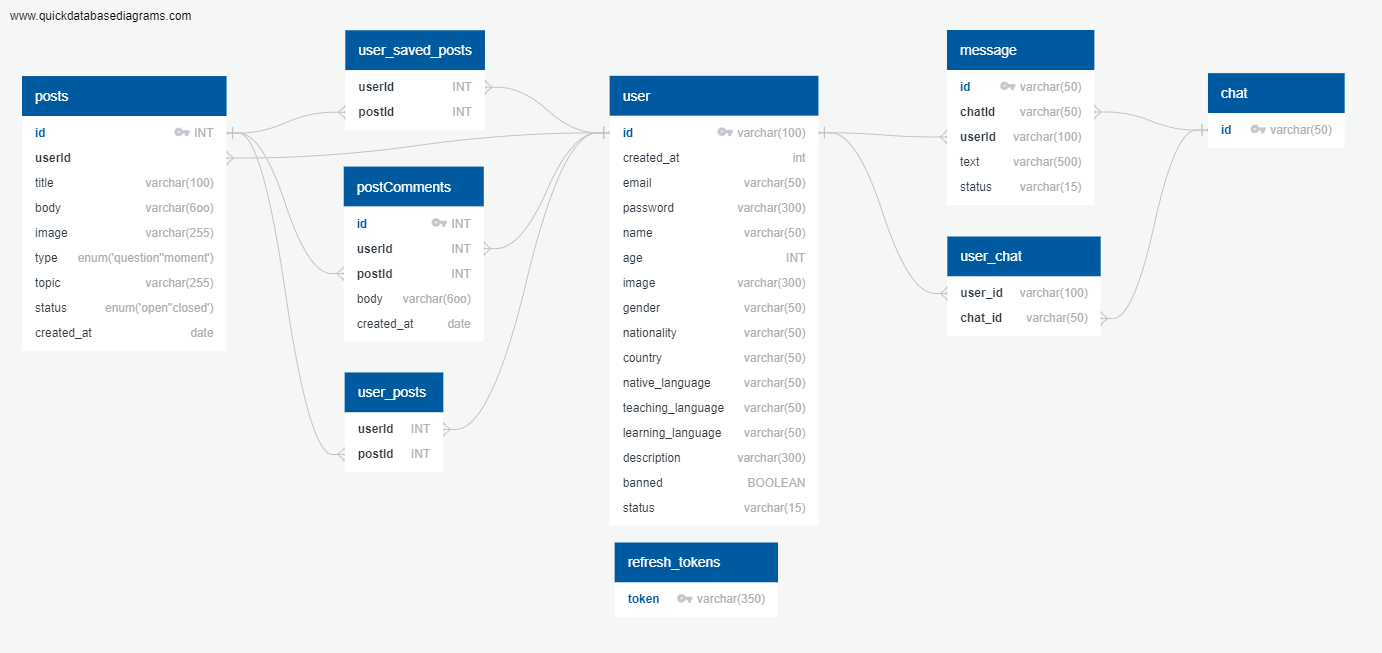 www.quickdatabasediagrams.com
posts
id INT
userId
title varchar(100)
body varchar(6oo)
image varchar(255)
type enum('question''moment')
topic varchar(255)
status enum('open''closed')
created_at date
user_saved_posts
userId INT
postId INT
postComments
id INT
userId INT
postId INT
body varchar(6oo)
created_at date
user_posts
userId INT
postId INT
user
id varchar(100)
created_at int
email varchar(50)
password varchar(300)
name varchar(50)
age INT
image varchar(300)
gender varchar(50)
nationality varchar(50)
country varchar(50)
native_language varchar(50)
teaching_language varchar(50)
learning_language varchar(50)
description varchar(300)
banned BOOLEAN
status varchar(15)
refresh_tokens
token varchar(350)
message
id varchar(50)
chatId varchar(50)
userId varchar(100)
text varchar(500)
status varchar(15)
user_chat
user_id varchar(100)
chat_id varchar(50)
chat
id varchar(50)